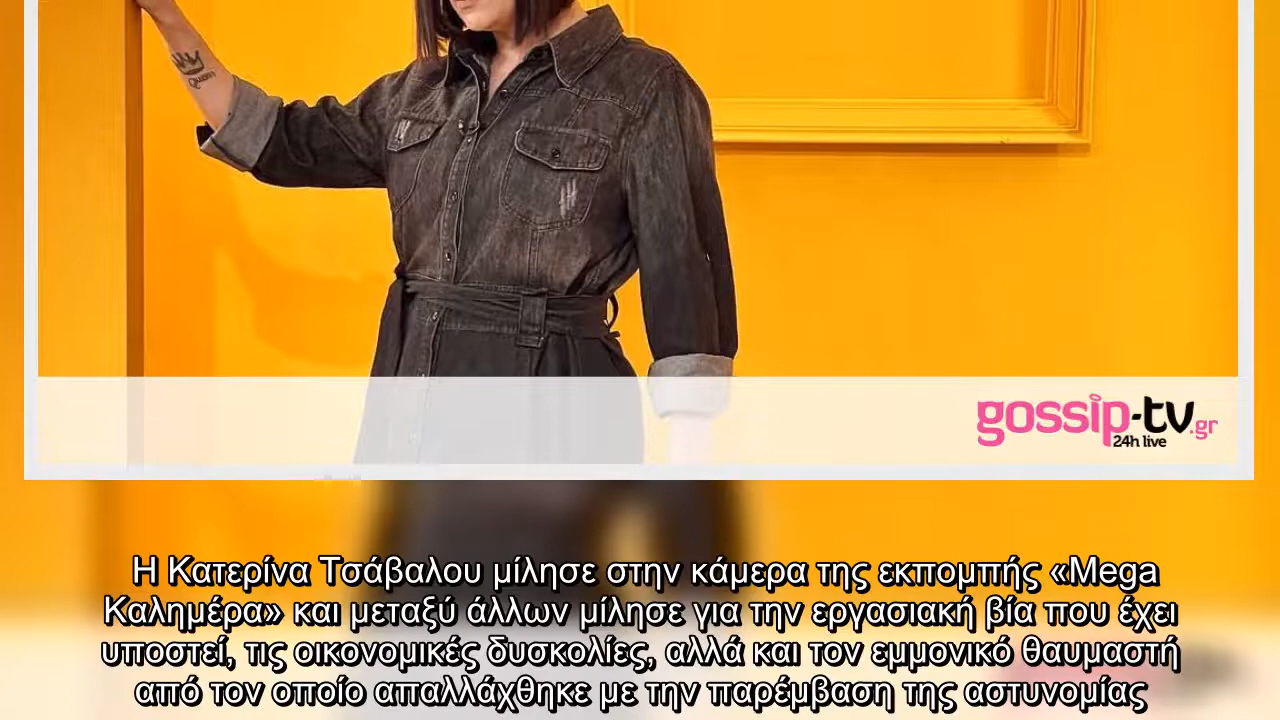 Queen
gossip-tv.gr
24h live
Η Κατερίνα Τσάβαλου μίλησε στην κάμερα της εκπομπής «Mega
Καλημέρα» και μεταξύ άλλων μίλησε για την εργασιακή βία που έχει
υποστεί, τις οικονομικές δυσκολίες, αλλά και τον εμμονικό θαυμαστή
από τον οποίο απαλλάχθηκε με την παρέμβαση της αστυνομίας